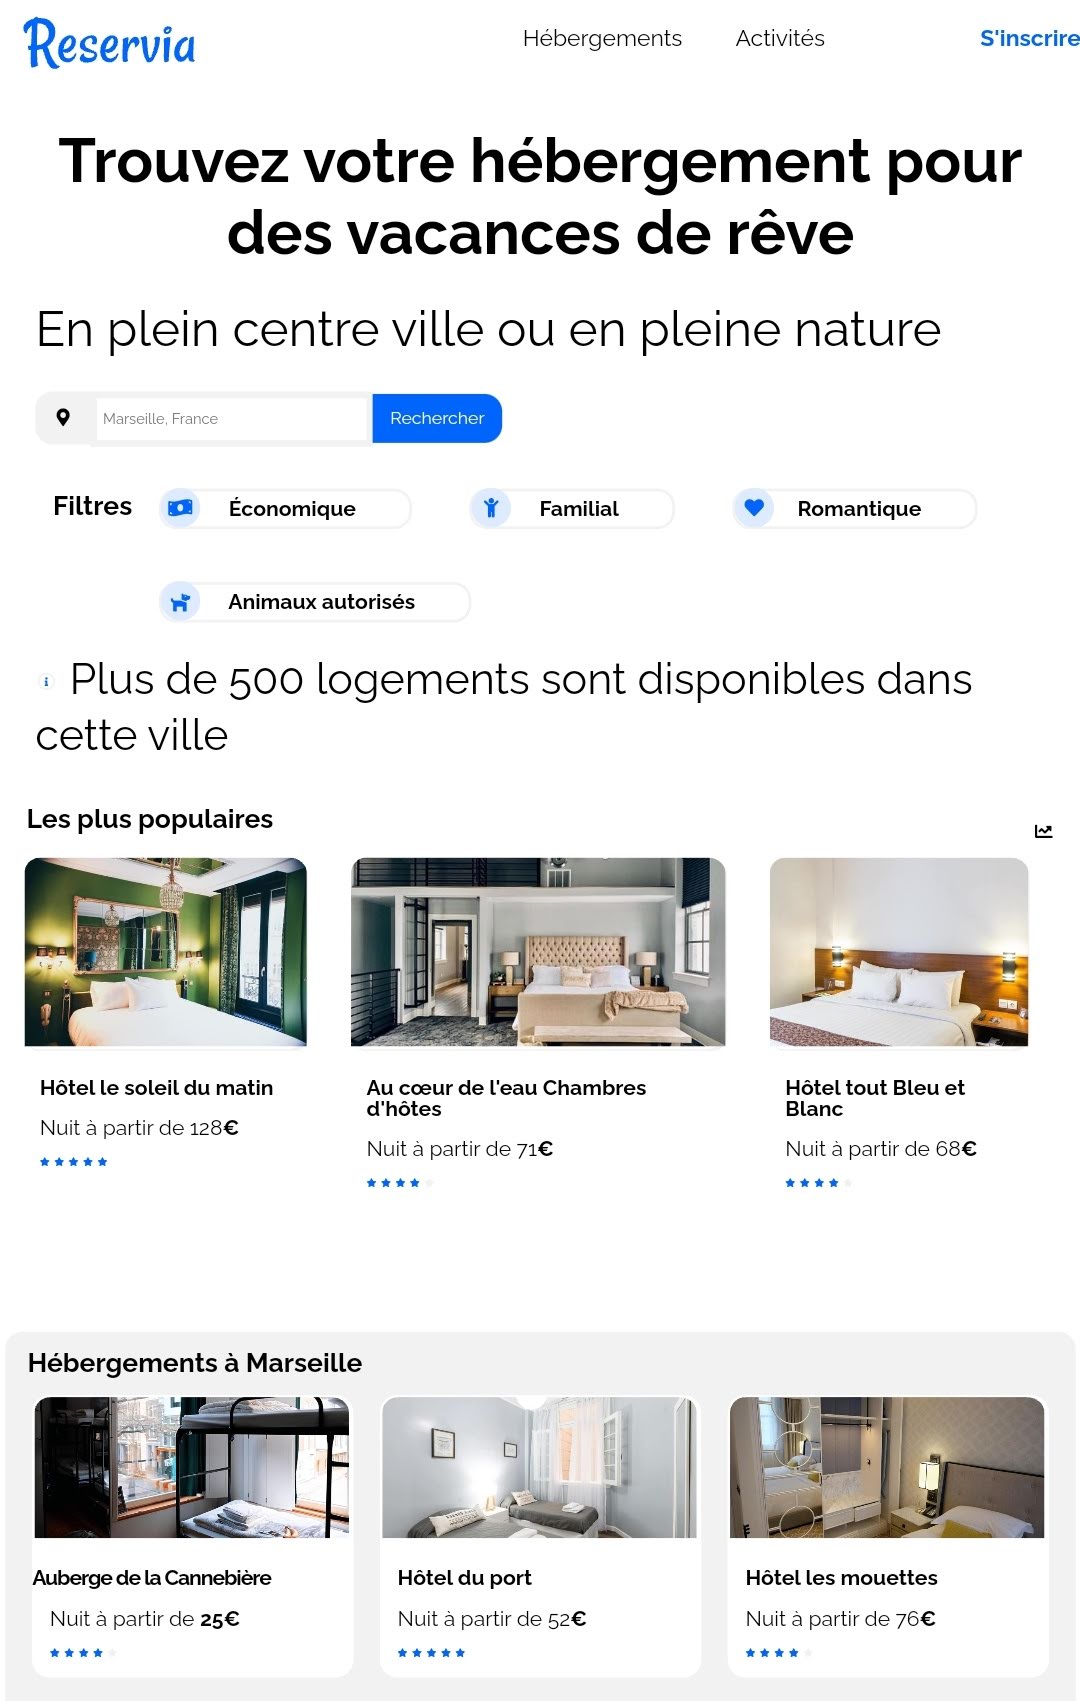 Reservia
Hébergements
Activités
S'inscrire
Trouvez votre hébergement pour
des vacances de rêve
En plein centre ville ou en pleine nature
Marseille, France
Rechercher
Filtres
Économique
Familial
Romantique
Animaux autorisés
Plus de 500 logements sont disponibles dans
cette ville
Les plus populaires
Hôtel le soleil du matin
Nuit à partir de 128€
Au cœur de l'eau Chambres
d'hôtes
Nuit à partir de 71€
Hôtel tout Bleu et
Blanc
Nuit à partir de 68€
Hébergements à Marseille
Auberge de la Cannebière
Nuit à partir de 25€
Hôtel du port
Nuit à partir de 52€
Hôtel les mouettes
Nuit à partir de 76€